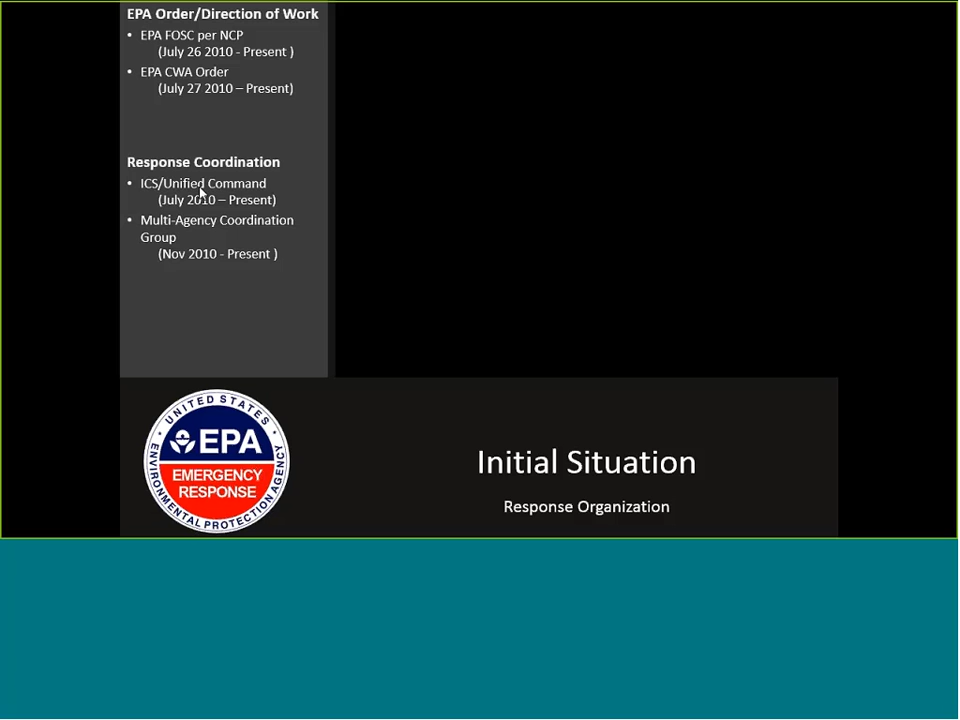 EPA Order/Direction of Work
• EPA FOSC per NCP
(July 26 2010 - Present )
• EPA CWA Order
(July 27 2010 – Present)
Response Coordination
• ICS/Unified Command
(July 2010 – Present)
• Multi-Agency Coordination
Group
(Nov 2010 - Present )
UNITED STATES
EPA
EMERGENCY
RESPONSE
ENVIRONMENTAL PROTECTION AGENCY
Initial Situation
Response Organization